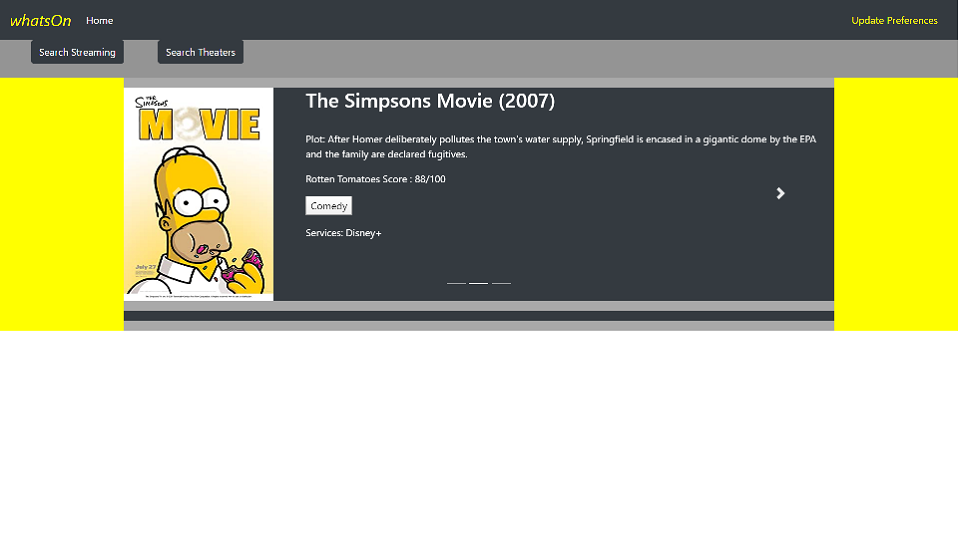 whatsOn Home Update Preferences
Search Streaming Search Theaters
THE SIMPSONS
MOVIE
July 27
The Simpsons Movie (2007)
Plot: After Homer deliberately pollutes the town's water supply, Springfield is encased in a gigantic dome by the EPA
and the family are declared fugitives.
Rotten Tomatoes Score : 88/100
Comedy
Services: Disney+